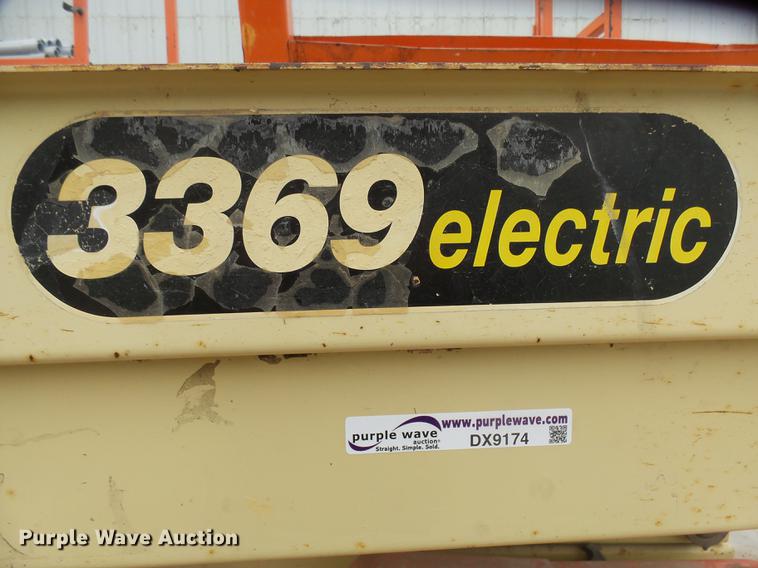 3369 electric
www.purplewave.com
purple wave
auction®
Straight. Simple. Sold.
DX9174
Purple Wave Auction